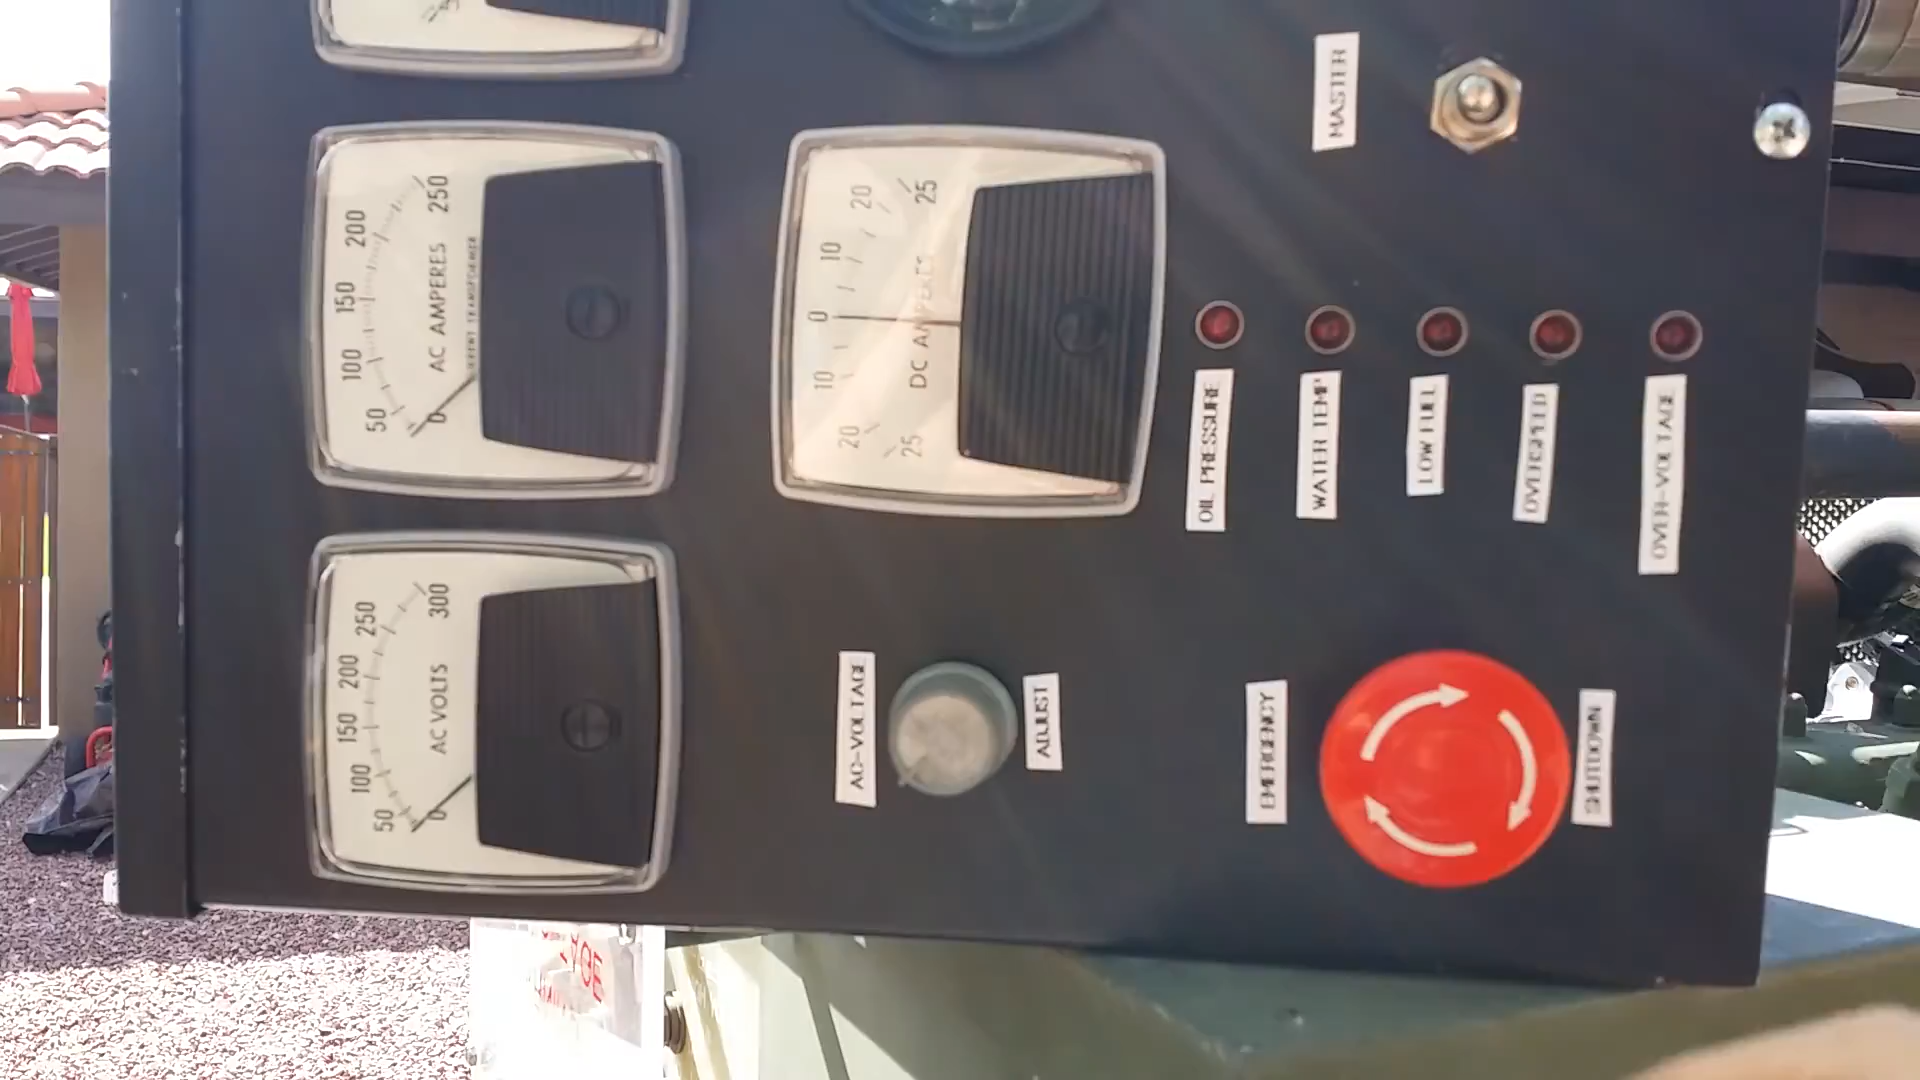 0 50 100 150 200 250 300
AC VOLTS
0 50 100 150 200 250
AC AMPERES
AC-VOLTAGE
ADJUST
25 20 10 0 10 20 25
DC AMPERES
OIL PRESSURE
WATER TEMP
LOW FUEL
OVERSPEED
OVER-VOLTAGE
MASTER
EMERGENCY
SHUTDOWN